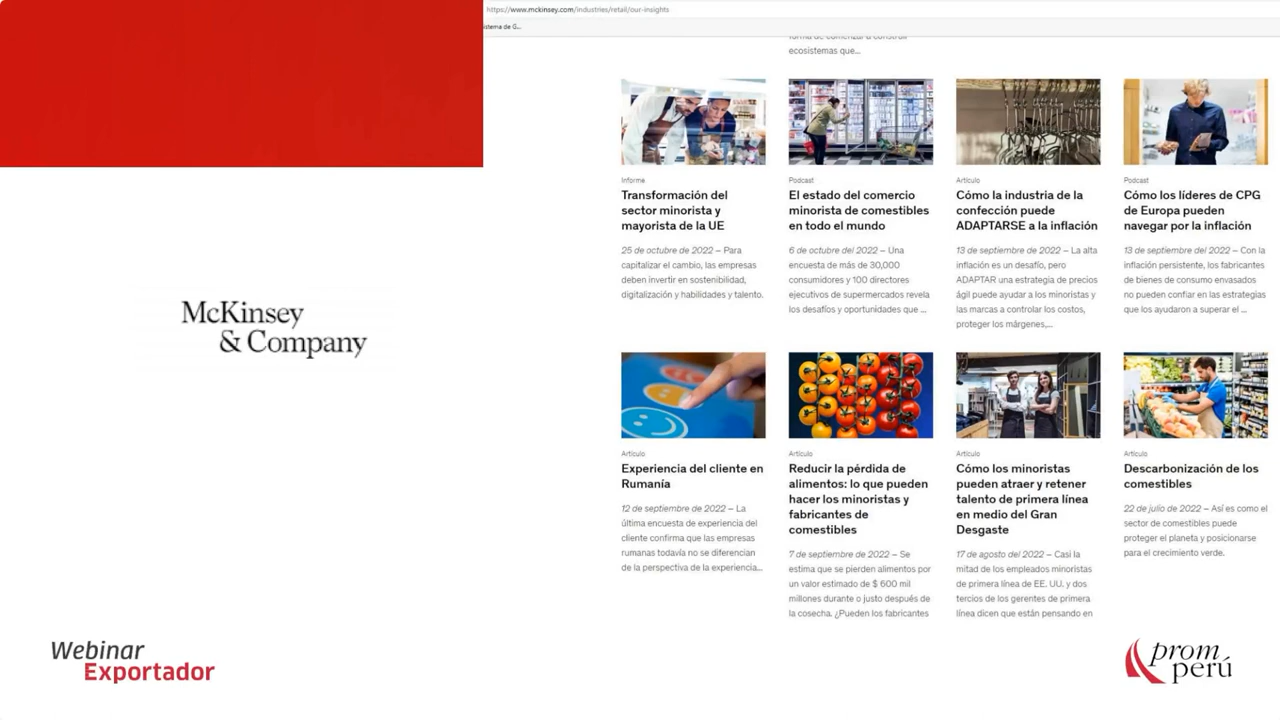 https://www.mckinsey.com/industries/retail/our-insights
istema de G...
forma de comenzar a construir
ecosistemas que...
Informe
Transformación del
sector minorista y
mayorista de la UE
25 de octubre de 2022 – Para
capitalizar el cambio, las empresas
deben invertir en sostenibilidad,
digitalización y habilidades y talento.
Podcast
El estado del comercio
minorista de comestibles
en todo el mundo
6 de octubre del 2022 – Una
encuesta de más de 30,000
consumidores y 100 directores
ejecutivos de supermercados revela
los desafíos y oportunidades que ...
Artículo
Cómo la industria de la
confección puede
ADAPTARSE a la inflación
13 de septiembre de 2022 – La alta
inflación es un desafío, pero
ADAPTAR una estrategia de precios
ágil puede ayudar a los minoristas y
las marcas a controlar los costos,
proteger los márgenes,...
Podcast
Cómo los líderes de CPG
de Europa pueden
navegar por la inflación
13 de septiembre del 2022 – Con la
inflación persistente, los fabricantes
de bienes de consumo envasados
no pueden confiar en las estrategias
que los ayudaron a superar el ...
McKinsey
& Company
Artículo
Experiencia del cliente en
Rumanía
12 de septiembre de 2022 – La
última encuesta de experiencia del
cliente confirma que las empresas
rumanas todavía no se diferencian
de la perspectiva de la experiencia...
Artículo
Reducir la pérdida de
alimentos: lo que pueden
hacer los minoristas y
fabricantes de
comestibles
7 de septiembre de 2022 – Se
estima que se pierden alimentos por
un valor estimado de $ 600 mil
millones durante o justo después de
la cosecha. ¿Pueden los fabricantes
Artículo
Cómo los minoristas
pueden atraer y retener
talento de primera línea
en medio del Gran
Desgaste
17 de agosto del 2022 – Casi la
mitad de los empleados minoristas
de primera línea de EE. UU. y dos
tercios de los gerentes de primera
línea dicen que están pensando en
Artículo
Descarbonización de los
comestibles
22 de julio de 2022 – Así es como el
sector de comestibles puede
proteger el planeta y posicionarse
para el crecimiento verde.
Webinar
Exportador
prom
perú